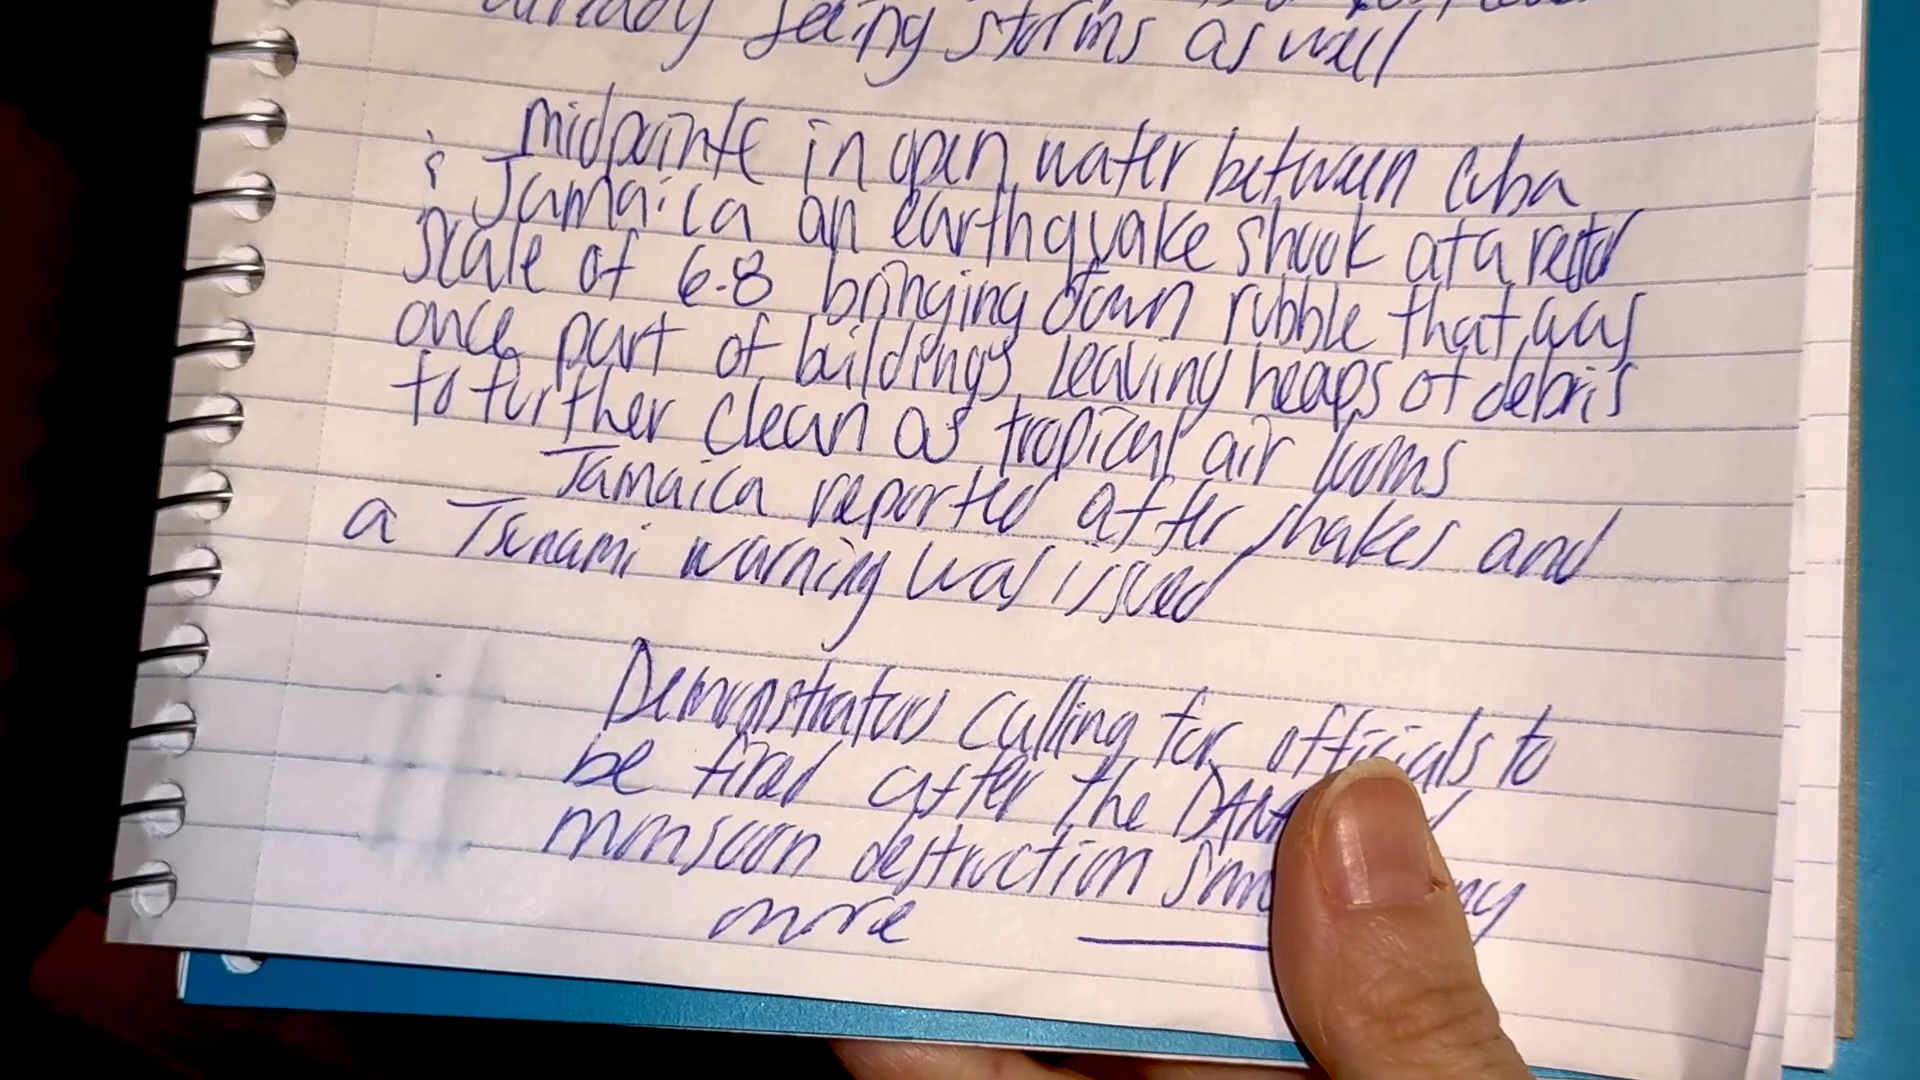 already seeing storms as well
midpointe in open water between Cuba
& Jamaica an earthquake shook at a
scale of 6.8 bringing down rubble that was
once part of buildings leaving heaps of debris
to further clean as tropical air looms
Jamaica reported after shakes and
a Tsunami warning was issued
Demonstrators calling for officials to
be fired after the
monsoon destruction
more